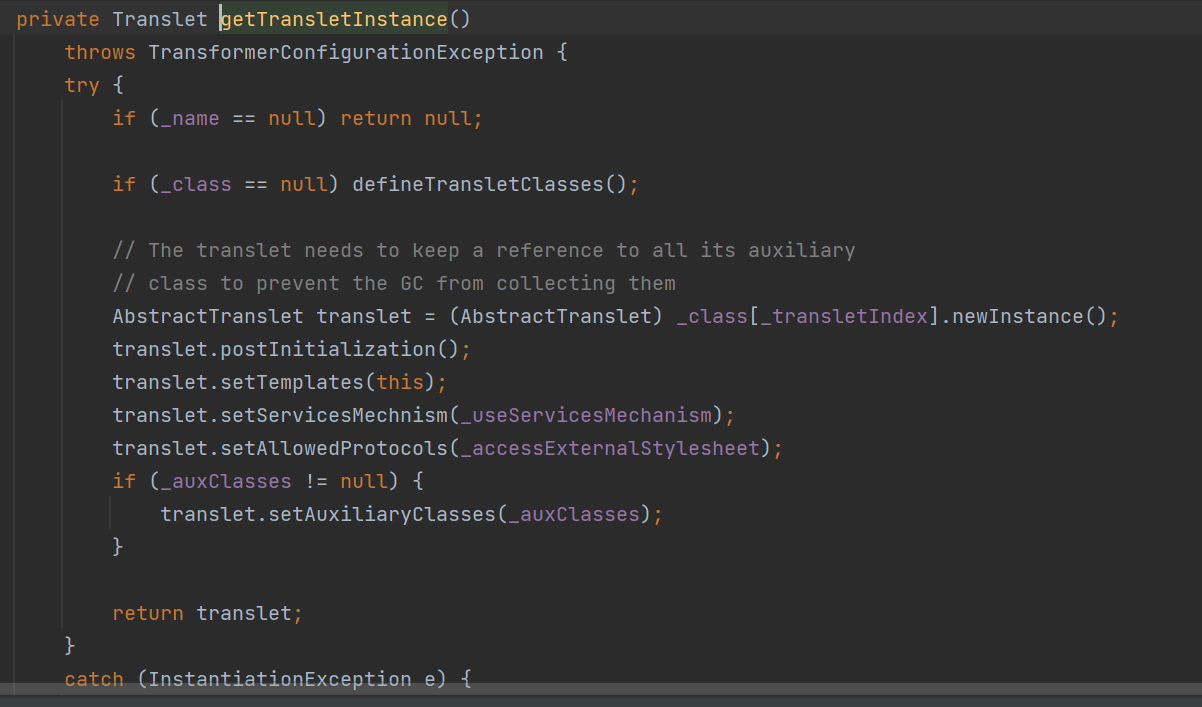 private Translet getTransletInstance()
throws TransformerConfigurationException {
try {
if (_name == null) return null;
if (_class == null) defineTransletClasses();
// The translet needs to keep a reference to all its auxiliary
// class to prevent the GC from collecting them
AbstractTranslet translet = (AbstractTranslet) _class[_transletIndex].newInstance();
translet.postInitialization();
translet.setTemplates(this);
translet.setServicesMechnism(_useServicesMechanism);
translet.setAllowedProtocols(_accessExternalStylesheet);
if (_auxClasses != null) {
translet.setAuxiliaryClasses(_auxClasses);
}
return translet;
}
catch (InstantiationException e) {